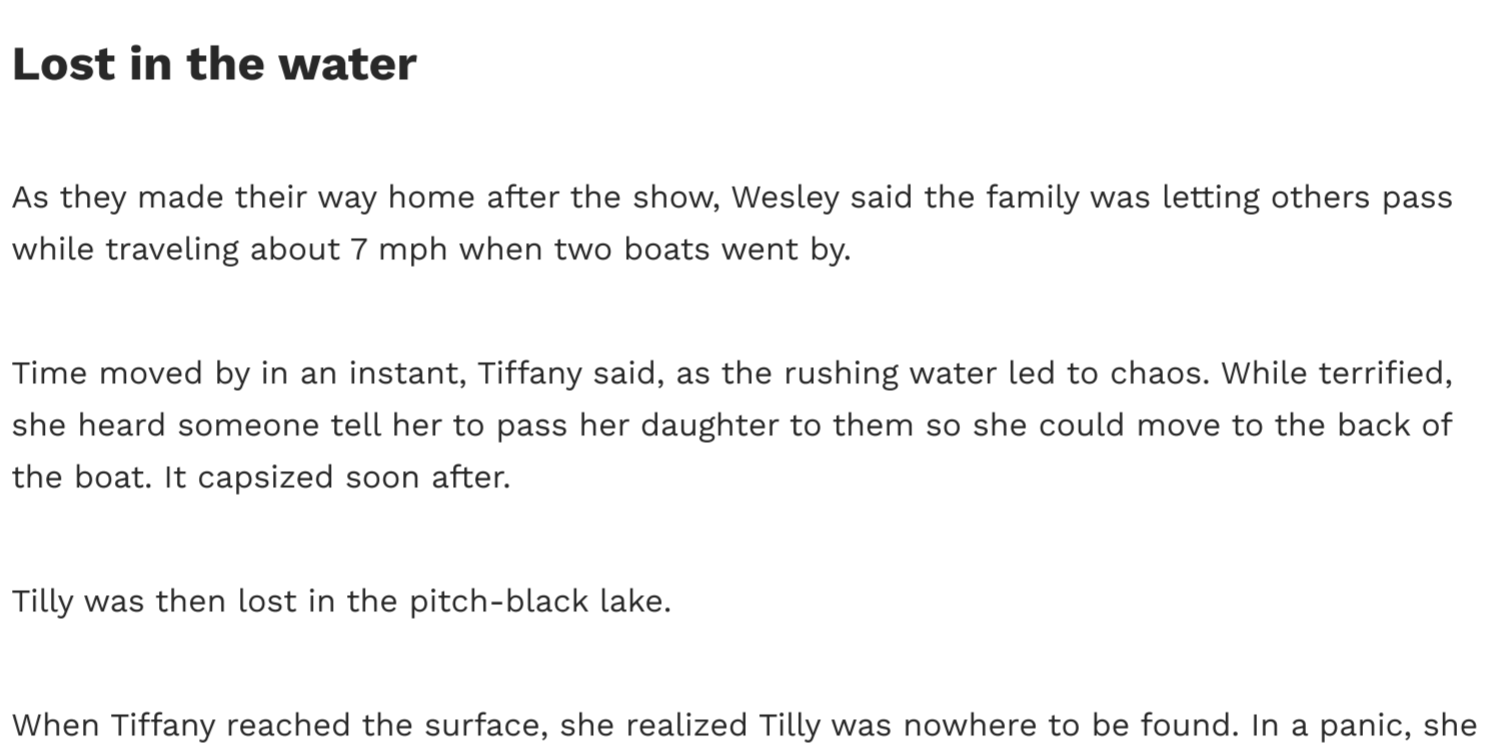 Lost in the water
As they made their way home after the show, Wesley said the family was letting others pass
while traveling about 7 mph when two boats went by.
Time moved by in an instant, Tiffany said, as the rushing water led to chaos. While terrified,
she heard someone tell her to pass her daughter to them so she could move to the back of
the boat. It capsized soon after.
Tilly was then lost in the pitch-black lake.
When Tiffany reached the surface, she realized Tilly was nowhere to be found. In a panic, she